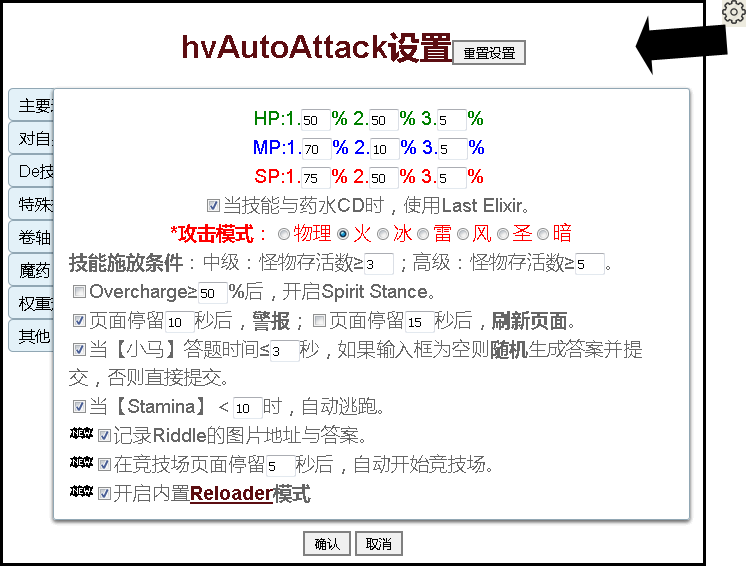 hvAutoAttack设置 重置设置
主要
对自
De技
特殊
卷轴
魔药
权重
其他
HP:1.50% 2.50% 3.5%
MP:1.70% 2.10% 3.5%
SP:1.75% 2.50% 3.5%
当技能与药水CD时，使用Last Elixir。
*攻击模式： 物理 火 冰 雷 风 圣 暗
技能施放条件：中级：怪物存活数≥3；高级：怪物存活数≥5。
Overcharge≥50%后，开启Spirit Stance。
页面停留10秒后，警报；页面停留15秒后，刷新页面。
当【小马】答题时间≤3秒，如果输入框为空则随机生成答案并提
交，否则直接提交。
当【Stamina】＜10时，自动逃跑。
NEW 记录Riddle的图片地址与答案。
NEW 在竞技场页面停留5秒后，自动开始竞技场。
NEW 开启内置Reloader模式
确认 取消